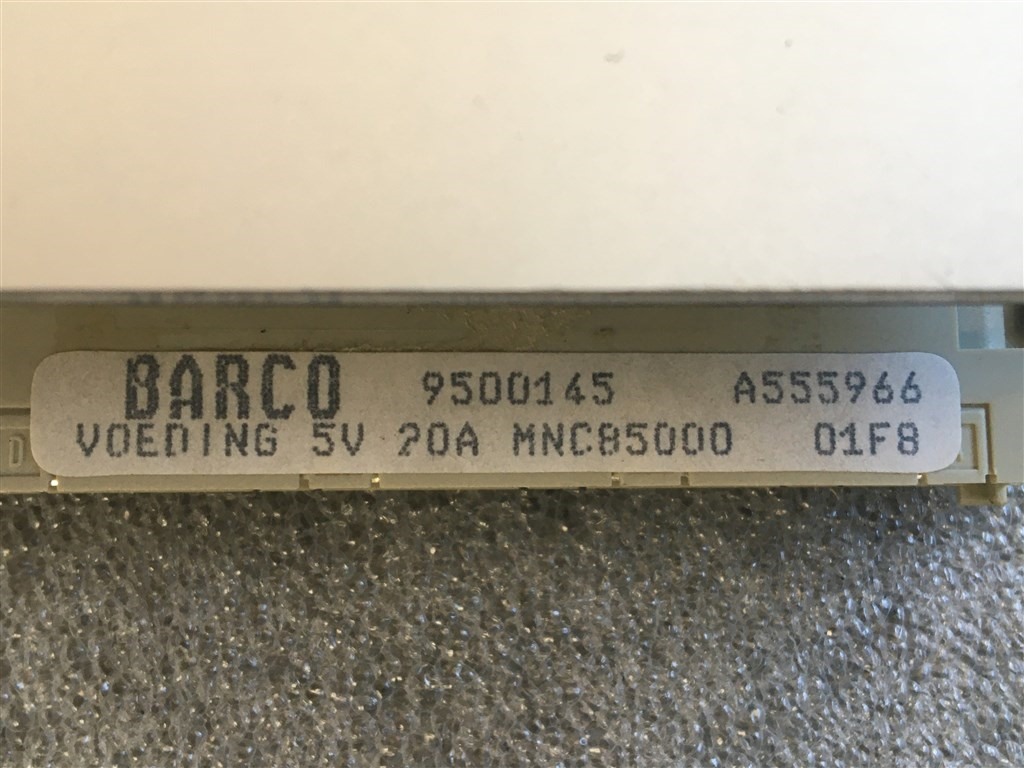 BARCO 9500145 A555966
VOEDING 5V 20A MNC85000 01F8
D